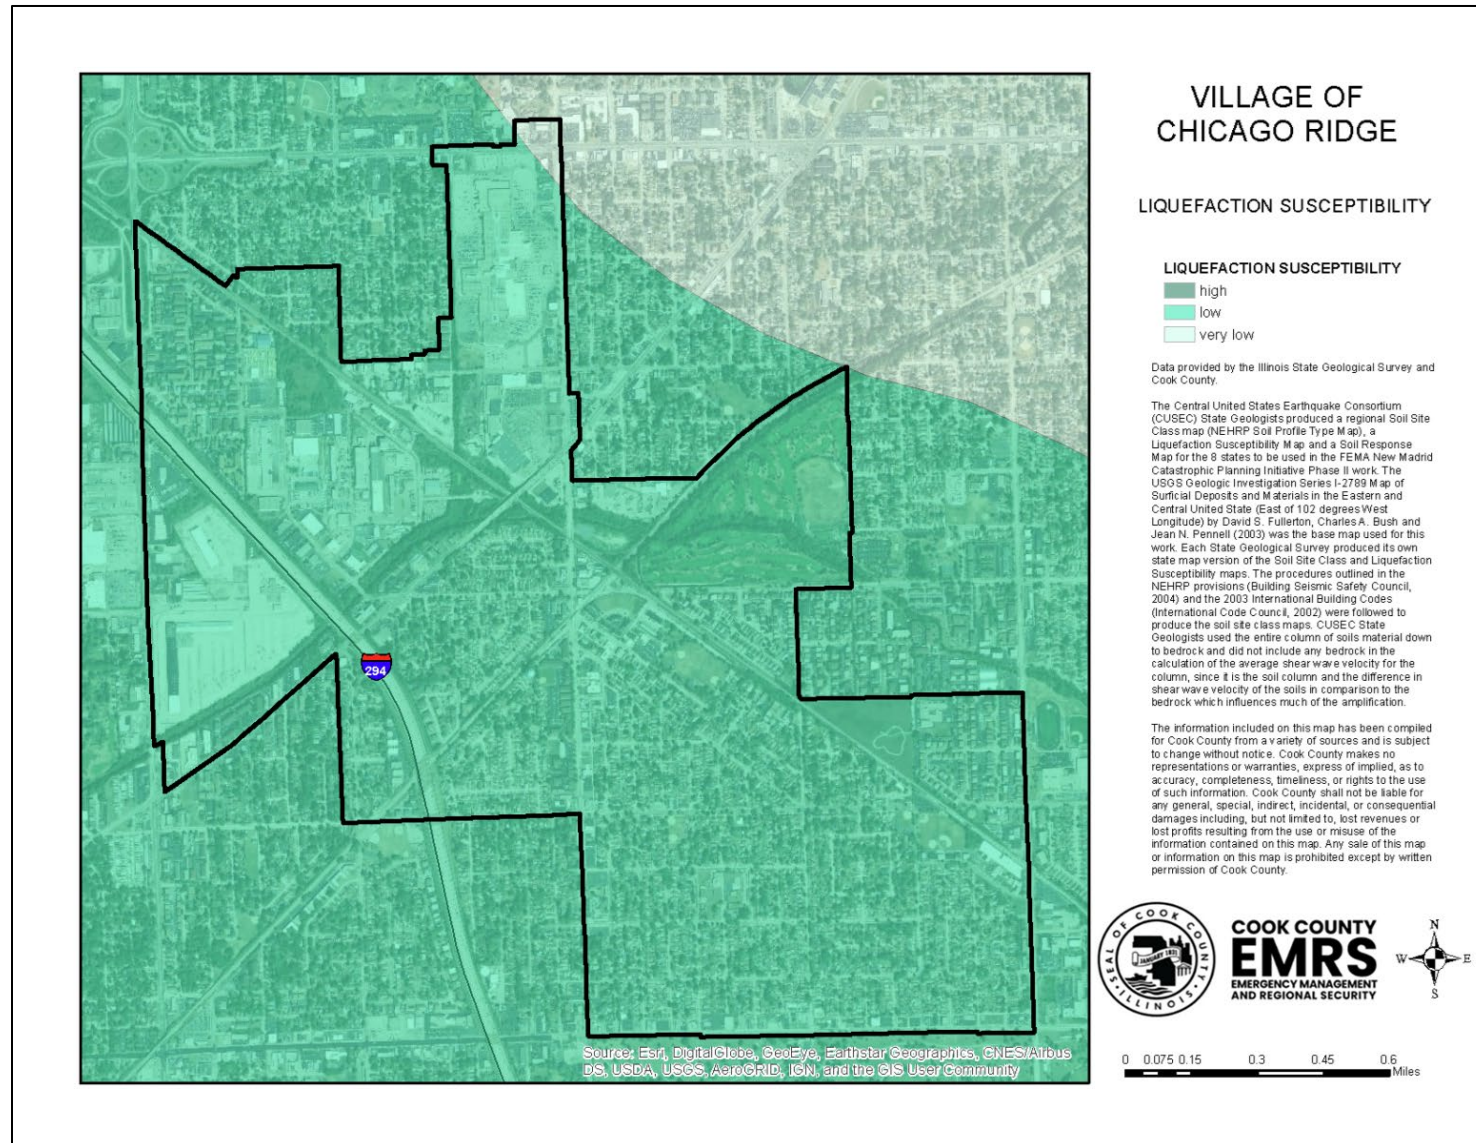 VILLAGE OF
CHICAGO RIDGE
LIQUEFACTION SUSCEPTIBILITY
LIQUEFACTION SUSCEPTIBILITY
high
low
very low
Data provided by the Illinois State Geological Survey and
Cook County.
The Central United States Earthquake Consortium
(CUSEC) State Geologists produced a regional Soil Site
Class map (NEHRP Soil Profile Type Map), a
Liquefaction Susceptibility Map and a Soil Response
Map for the 8 states to be used in the FEMA New Madrid
Catastrophic Planning Initiative Phase II work. The
USGS Geologic Investigation Series I-2789 Map of
Surficial Deposits and Materials in the Eastern and
Central United State (East of 102 degrees West
Longitude) by David S. Fullerton, Charles A. Bush and
Jean N. Pennell (2003) was the base map used for this
work. Each State Geological Survey produced its own
state map version of the Soil Site Class and Liquefaction
Susceptibility maps. The procedures outlined in the
NEHRP provisions (Building Seismic Safety Council,
2004) and the 2003 International Building Codes
(International Code Council, 2002) were followed to
produce the soil site class maps. CUSEC State
Geologists used the entire column of soils material down
to bedrock and did not include any bedrock in the
calculation of the average shear wave velocity for the
column, since it is the soil column and the difference in
shear wave velocity of the soils in comparison to the
bedrock which influences much of the amplification.
The information included on this map has been compiled
for Cook County from a variety of sources and is subject
to change without notice. Cook County makes no
representations or warranties, express of implied, as to
accuracy, completeness, timeliness, or rights to the use
of such information. Cook County shall not be liable for
any general, special, indirect, incidental, or consequential
damages including, but not limited to, lost revenues or
lost profits resulting from the use or misuse of the
information contained on this map. Any sale of this map
or information on this map is prohibited except by written
permission of Cook County.
294
Source: Esri, DigitalGlobe, GeoEye, Earthstar Geographics, CNES/Airbus
DS, USDA, USGS, AeroGRID, IGN, and the GIS User Community
SEAL OF COOK COUNTY
JANUARY 1831
ILLINOIS
COOK COUNTY
EMRS
EMERGENCY MANAGEMENT
AND REGIONAL SECURITY
N
W E
S
0 0.075 0.15 0.3 0.45 0.6
Miles